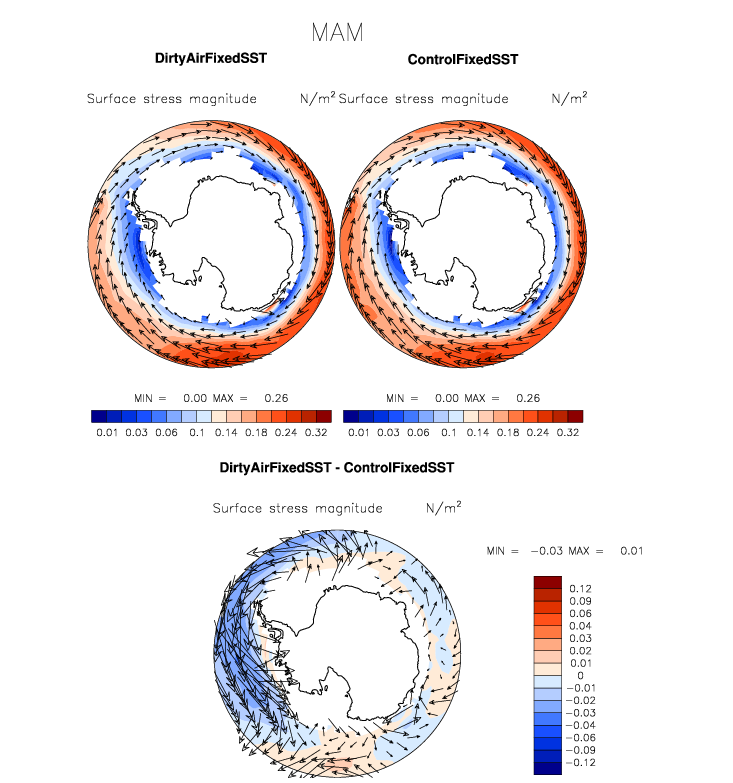 MAM
DirtyAirFixedSST ControlFixedSST
Surface stress magnitude N/m² Surface stress magnitude N/m²
MIN = 0.00 MAX = 0.26 MIN = 0.00 MAX = 0.26
0.01 0.03 0.06 0.1 0.14 0.18 0.24 0.32 0.01 0.03 0.06 0.1 0.14 0.18 0.24 0.32
DirtyAirFixedSST - ControlFixedSST
Surface stress magnitude N/m²
MIN = −0.03 MAX = 0.01
0.12
0.09
0.06
0.04
0.03
0.02
0.01
0
−0.01
−0.02
−0.03
−0.04
−0.06
−0.09
−0.12